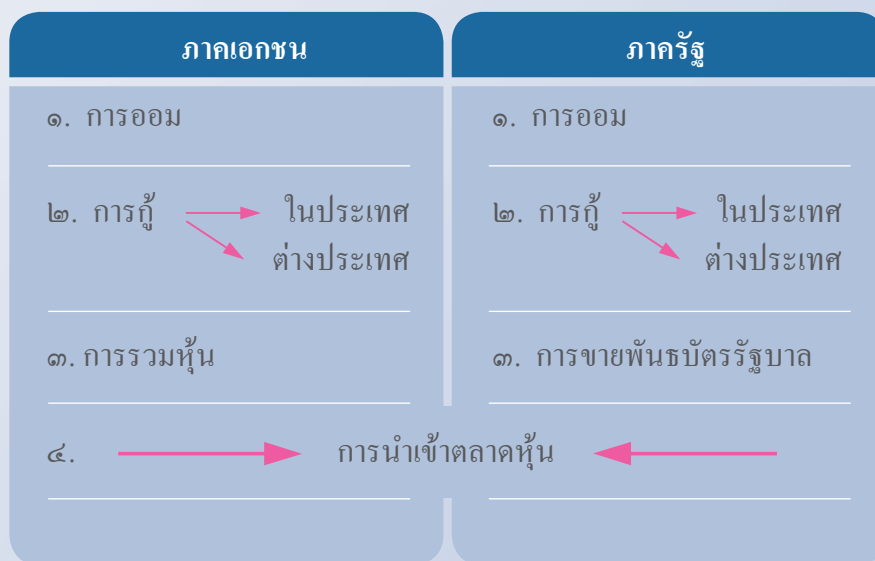 ภาคเอกชน
๑. การออม
๒. การกู้ ในประเทศ
ต่างประเทศ
๓. การรวมหุ้น
ภาครัฐ
๑. การออม
๒. การกู้ ในประเทศ
ต่างประเทศ
๓. การขายพันธบัตรรัฐบาล
๔. การนำเข้าตลาดหุ้น